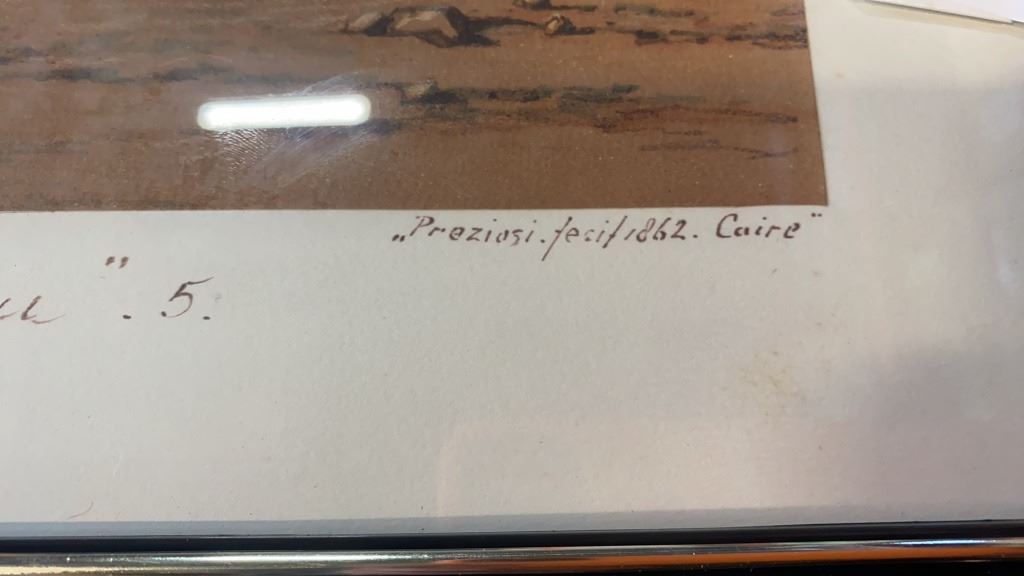 „Preziosi. fecit 1862. Caire"
" . 5.